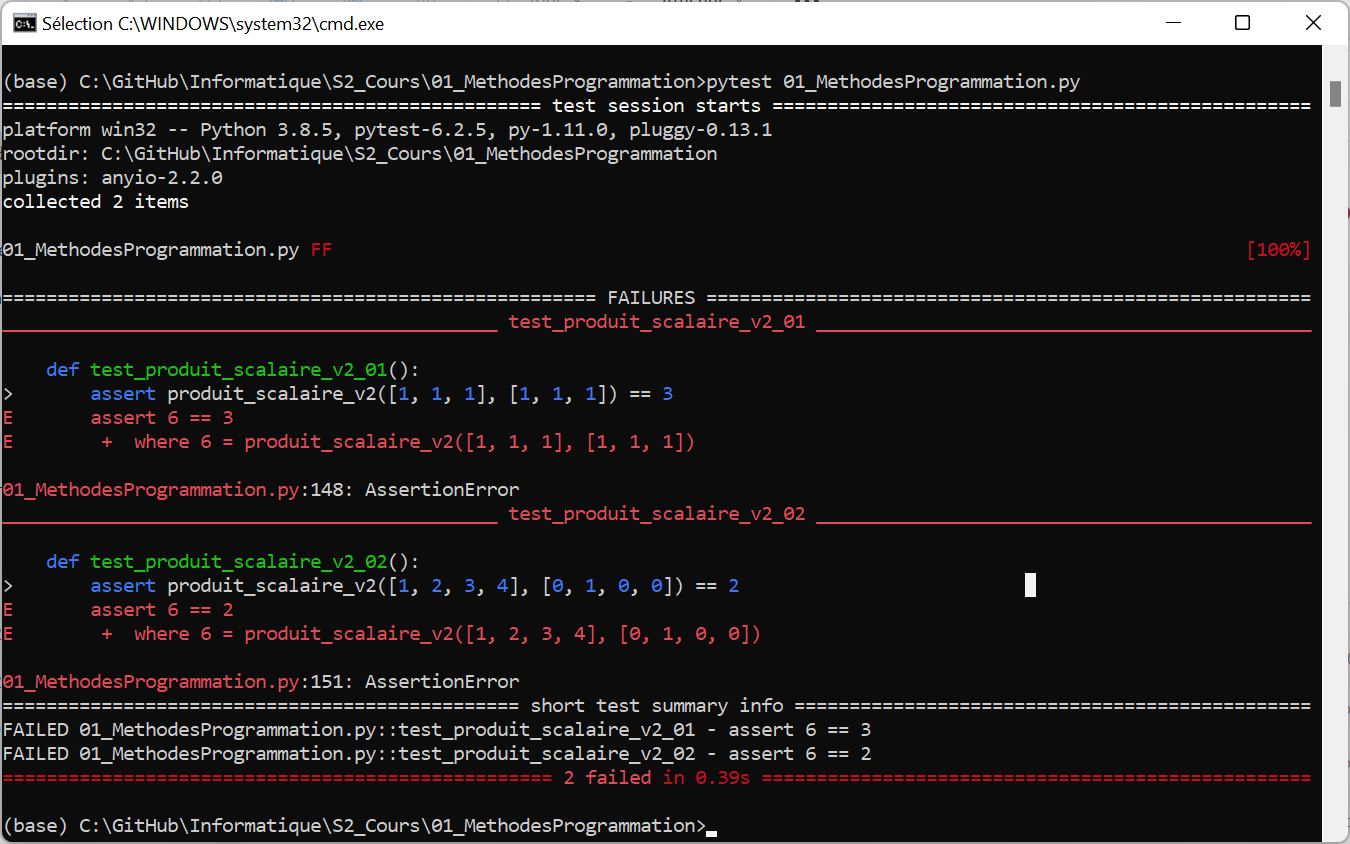 Sélection C:\WINDOWS\system32\cmd.exe
(base) C:\GitHub\Informatique\S2_Cours\01_MethodesProgrammation>pytest 01_MethodesProgrammation.py
================================================= test session starts =================================================
platform win32 -- Python 3.8.5, pytest-6.2.5, py-1.11.0, pluggy-0.13.1
rootdir: C:\GitHub\Informatique\S2_Cours\01_MethodesProgrammation
plugins: anyio-2.2.0
collected 2 items
01_MethodesProgrammation.py FF [100%]
====================================================== FAILURES =======================================================
_____________________________________________ test_produit_scalaire_v2_01 _____________________________________________
def test_produit_scalaire_v2_01():
> assert produit_scalaire_v2([1, 1, 1], [1, 1, 1]) == 3
E assert 6 == 3
E + where 6 = produit_scalaire_v2([1, 1, 1], [1, 1, 1])
01_MethodesProgrammation.py:148: AssertionError
_____________________________________________ test_produit_scalaire_v2_02 _____________________________________________
def test_produit_scalaire_v2_02():
> assert produit_scalaire_v2([1, 2, 3, 4], [0, 1, 0, 0]) == 2
E assert 6 == 2
E + where 6 = produit_scalaire_v2([1, 2, 3, 4], [0, 1, 0, 0])
01_MethodesProgrammation.py:151: AssertionError
=============================================== short test summary info ===============================================
FAILED 01_MethodesProgrammation.py::test_produit_scalaire_v2_01 - assert 6 == 3
FAILED 01_MethodesProgrammation.py::test_produit_scalaire_v2_02 - assert 6 == 2
================================================== 2 failed in 0.39s ==================================================
(base) C:\GitHub\Informatique\S2_Cours\01_MethodesProgrammation>